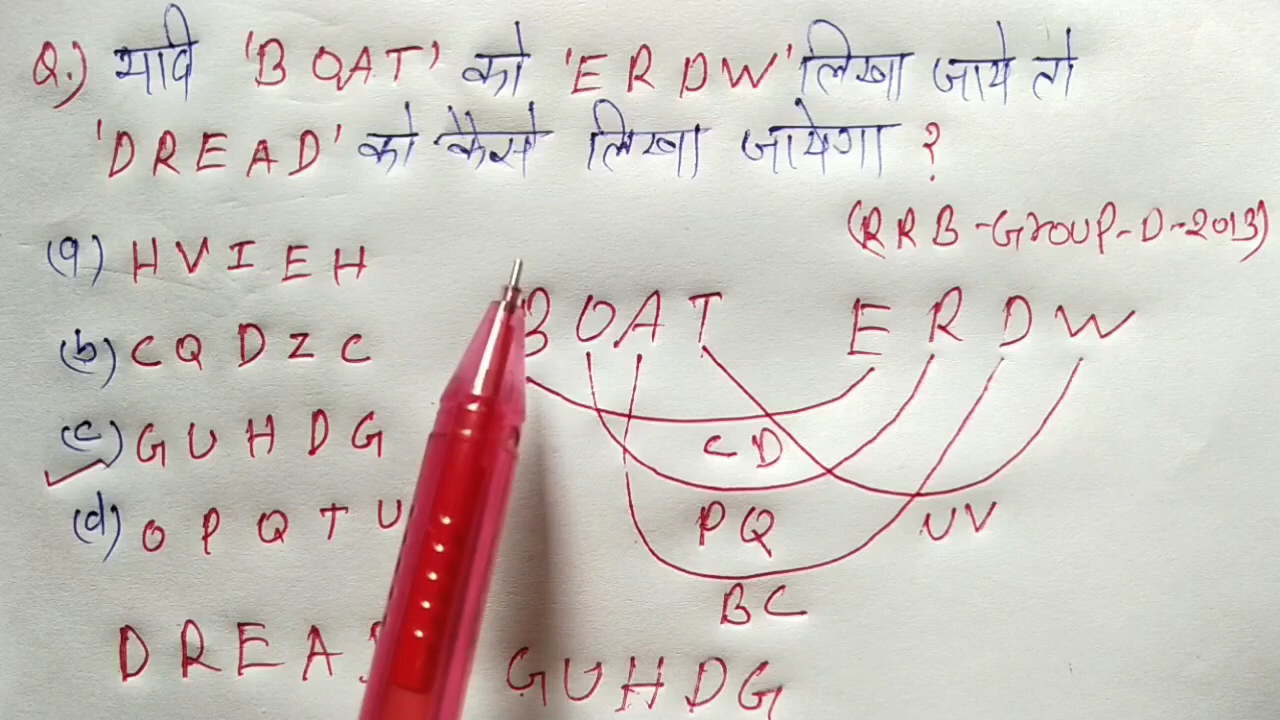 Q.) यदि 'BOAT' को 'ERDW' लिखा जाये तो
'DREAD' को कैसे लिखा जायेगा ?
(RRB-Group-D-2013)
(a) HVIEH
(b) CQDZC
(c) GUHDG
(d) OPQTU
BOAT ERDW
CD
PQ UV
BC
DREA GUHDG